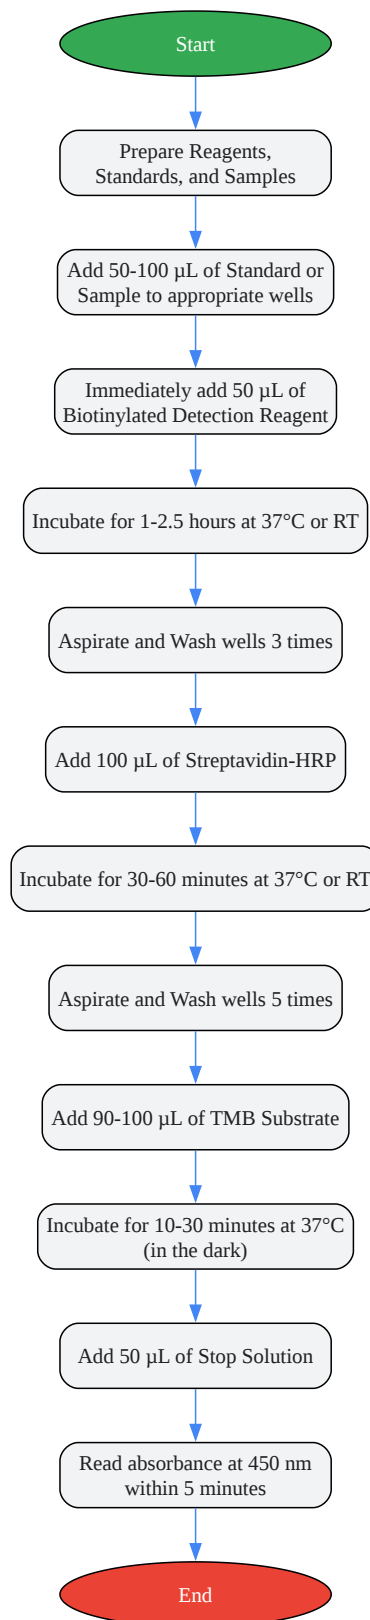 Start
Prepare Reagents,
Standards, and Samples
Add 50-100 µL of Standard or
Sample to appropriate wells
Immediately add 50 µL of
Biotinylated Detection Reagent
Incubate for 1-2.5 hours at 37°C or RT
Aspirate and Wash wells 3 times
Add 100 µL of Streptavidin-HRP
Incubate for 30-60 minutes at 37°C or RT
Aspirate and Wash wells 5 times
Add 90-100 µL of TMB Substrate
Incubate for 10-30 minutes at 37°C
(in the dark)
Add 50 µL of Stop Solution
Read absorbance at 450 nm
within 5 minutes
End